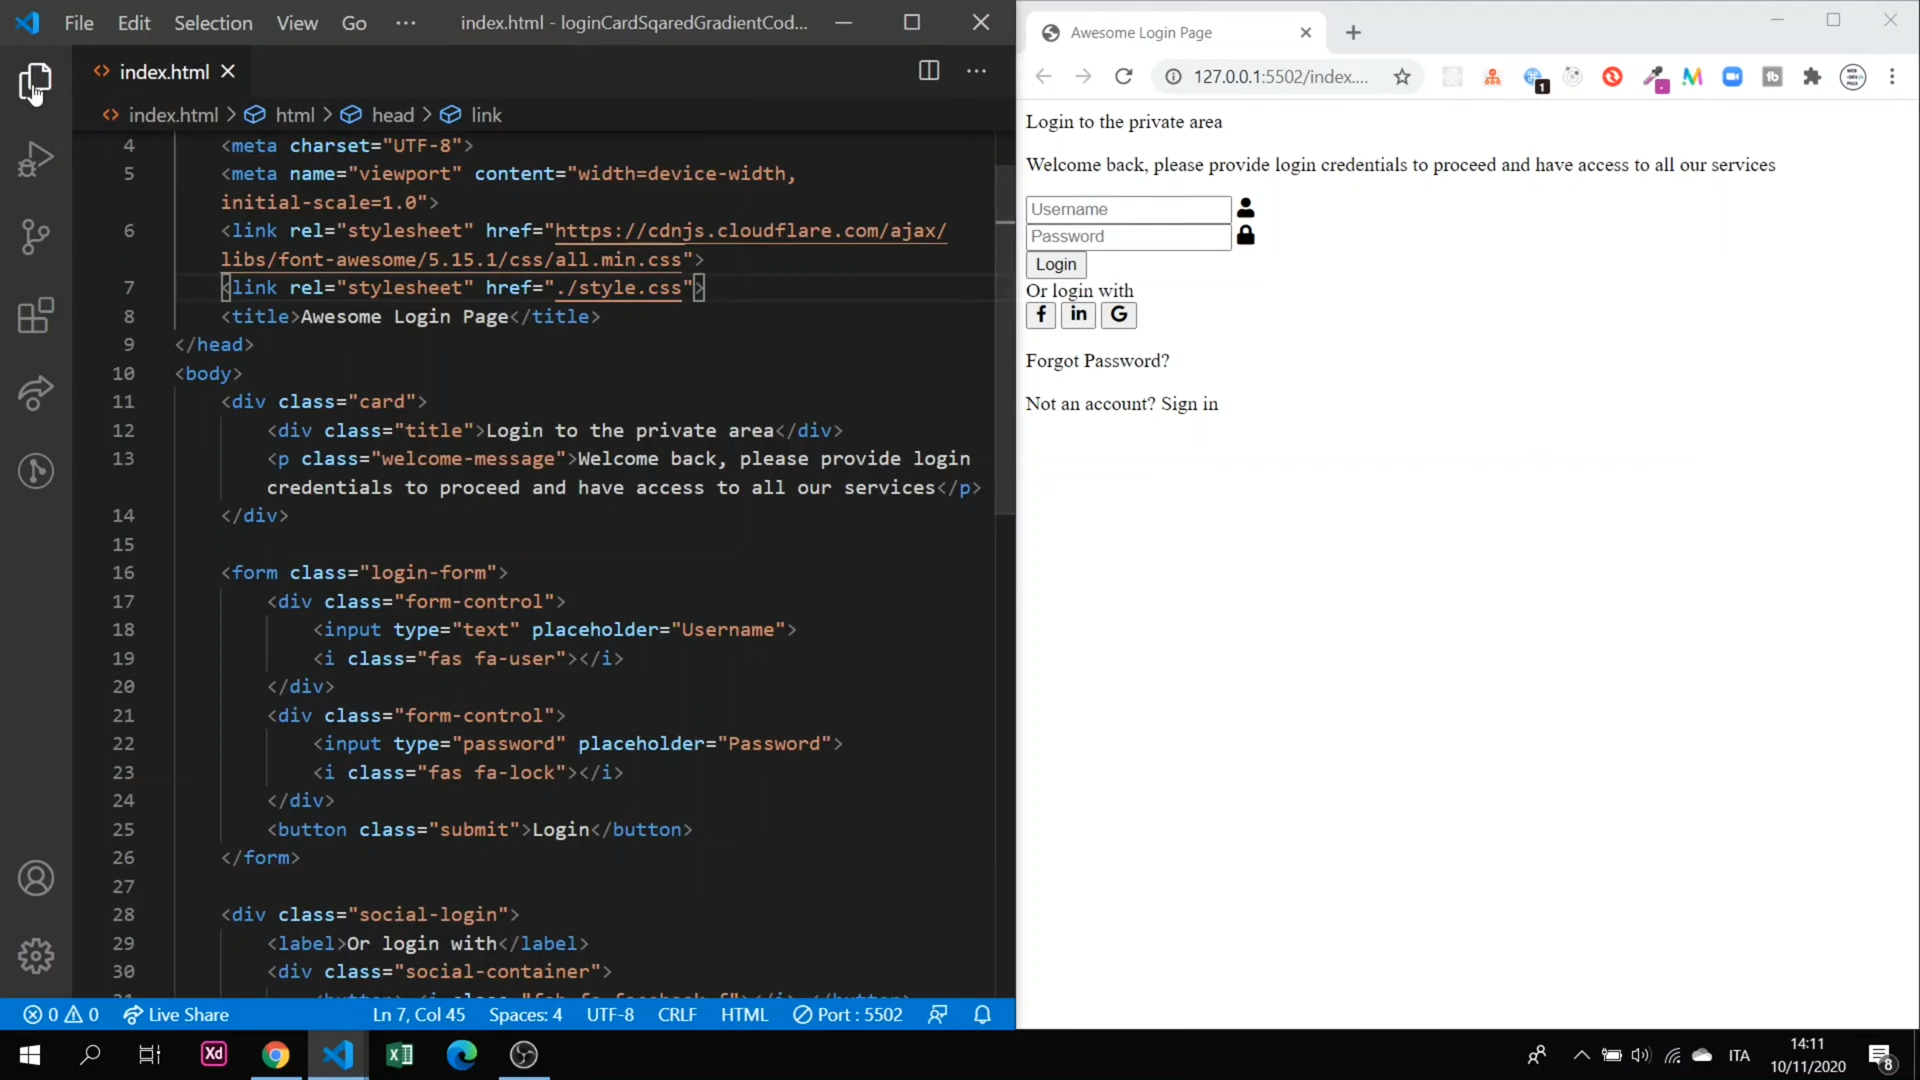 File Edit Selection View Go ··· index.html - loginCardSqaredGradientCod...
index.html
index.html > html > head > link
4 <meta charset="UTF-8">
5 <meta name="viewport" content="width=device-width,
initial-scale=1.0">
6 <link rel="stylesheet" href="https://cdnjs.cloudflare.com/ajax/
libs/font-awesome/5.15.1/css/all.min.css">
7 <link rel="stylesheet" href="./style.css">
8 <title>Awesome Login Page</title>
9 </head>
10 <body>
11 <div class="card">
12 <div class="title">Login to the private area</div>
13 <p class="welcome-message">Welcome back, please provide login
credentials to proceed and have access to all our services</p>
14 </div>
15
16 <form class="login-form">
17 <div class="form-control">
18 <input type="text" placeholder="Username">
19 <i class="fas fa-user"></i>
20 </div>
21 <div class="form-control">
22 <input type="password" placeholder="Password">
23 <i class="fas fa-lock"></i>
24 </div>
25 <button class="submit">Login</button>
26 </form>
27
28 <div class="social-login">
29 <label>Or login with</label>
30 <div class="social-container">
0 0 Live Share Ln 7, Col 45 Spaces: 4 UTF-8 CRLF HTML Port : 5502
Awesome Login Page
127.0.0.1:5502/index....
1
Login to the private area
Welcome back, please provide login credentials to proceed and have access to all our services
Username
Password
Login
Or login with
f in G
Forgot Password?
Not an account? Sign in
Xd
ITA
14:11
10/11/2020
8